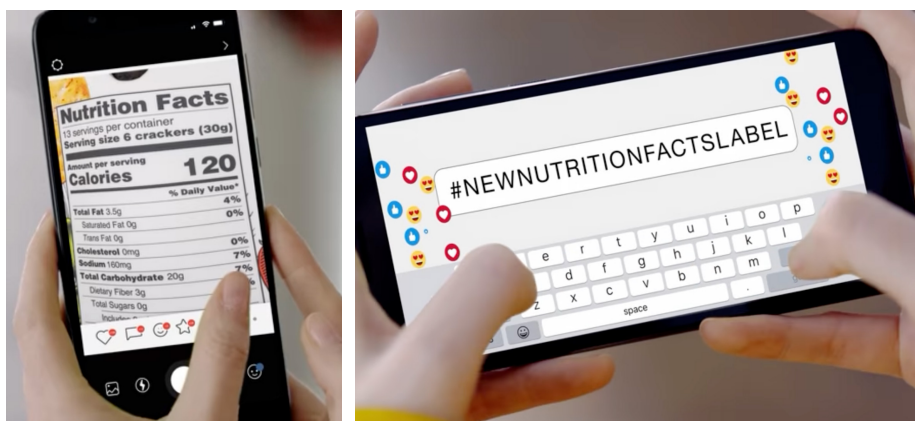 Nutrition Facts
13 servings per container
Serving size 6 crackers (30g)
Amount per serving
Calories 120
% Daily Value*
Total Fat 3.5g 4%
Saturated Fat 0g 0%
Trans Fat 0g
Cholesterol 0mg 0%
Sodium 160mg 7%
Total Carbohydrate 20g 7%
Dietary Fiber 3g
Total Sugars 0g
#NEWNUTRITIONFACTSLABEL
e r t y u i o p
d f g h j k l
z x c v b n m
space .